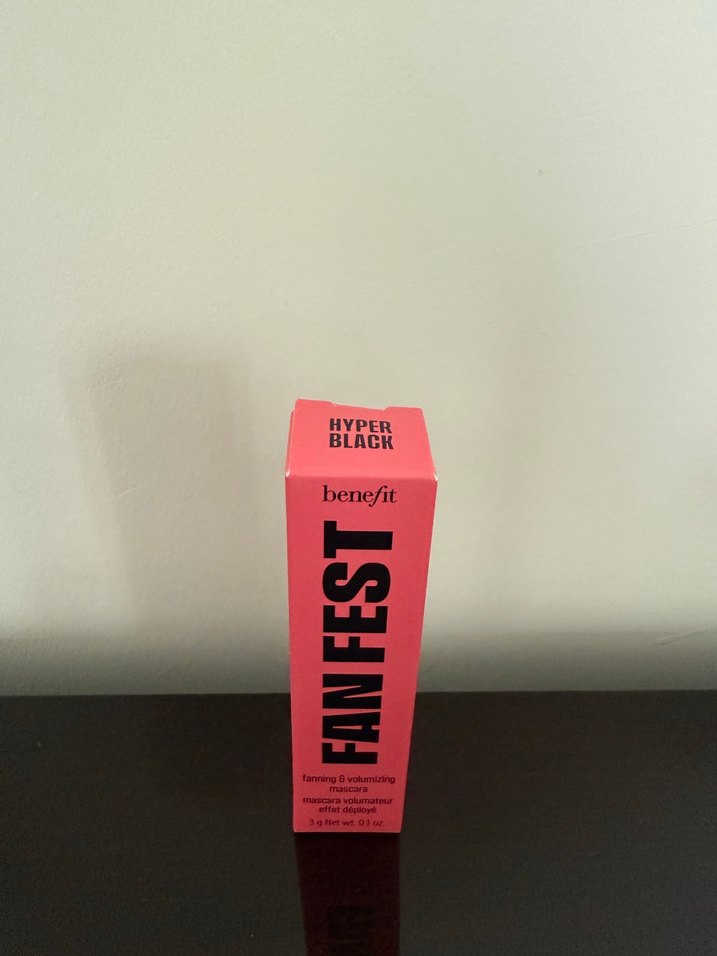 HYPER
BLACK
benefit
FAN FEST
fanning & volumizing
mascara
mascara volumateur
effet déployé
3 g Net wt. 0.1 oz.